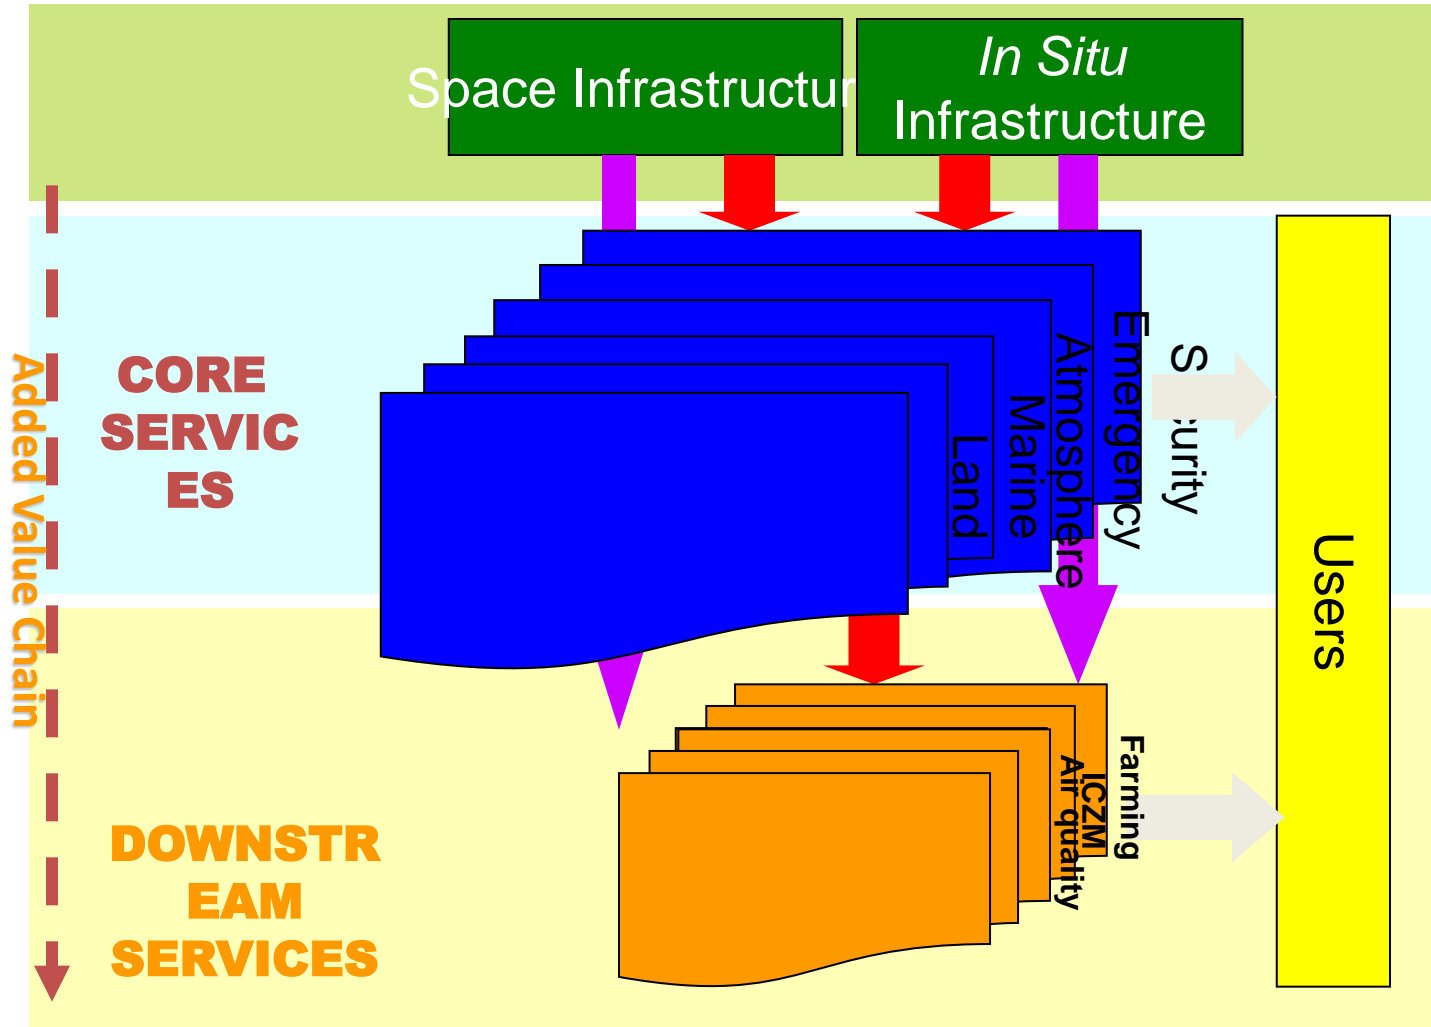 Space Infrastructur
In Situ
Infrastructure
Added Value Chain
CORE
SERVIC
ES
Land
Marine
Atmosphere
Emergency
S curity
Users
DOWNSTR
EAM
SERVICES
Air quality
ICZM
Farming